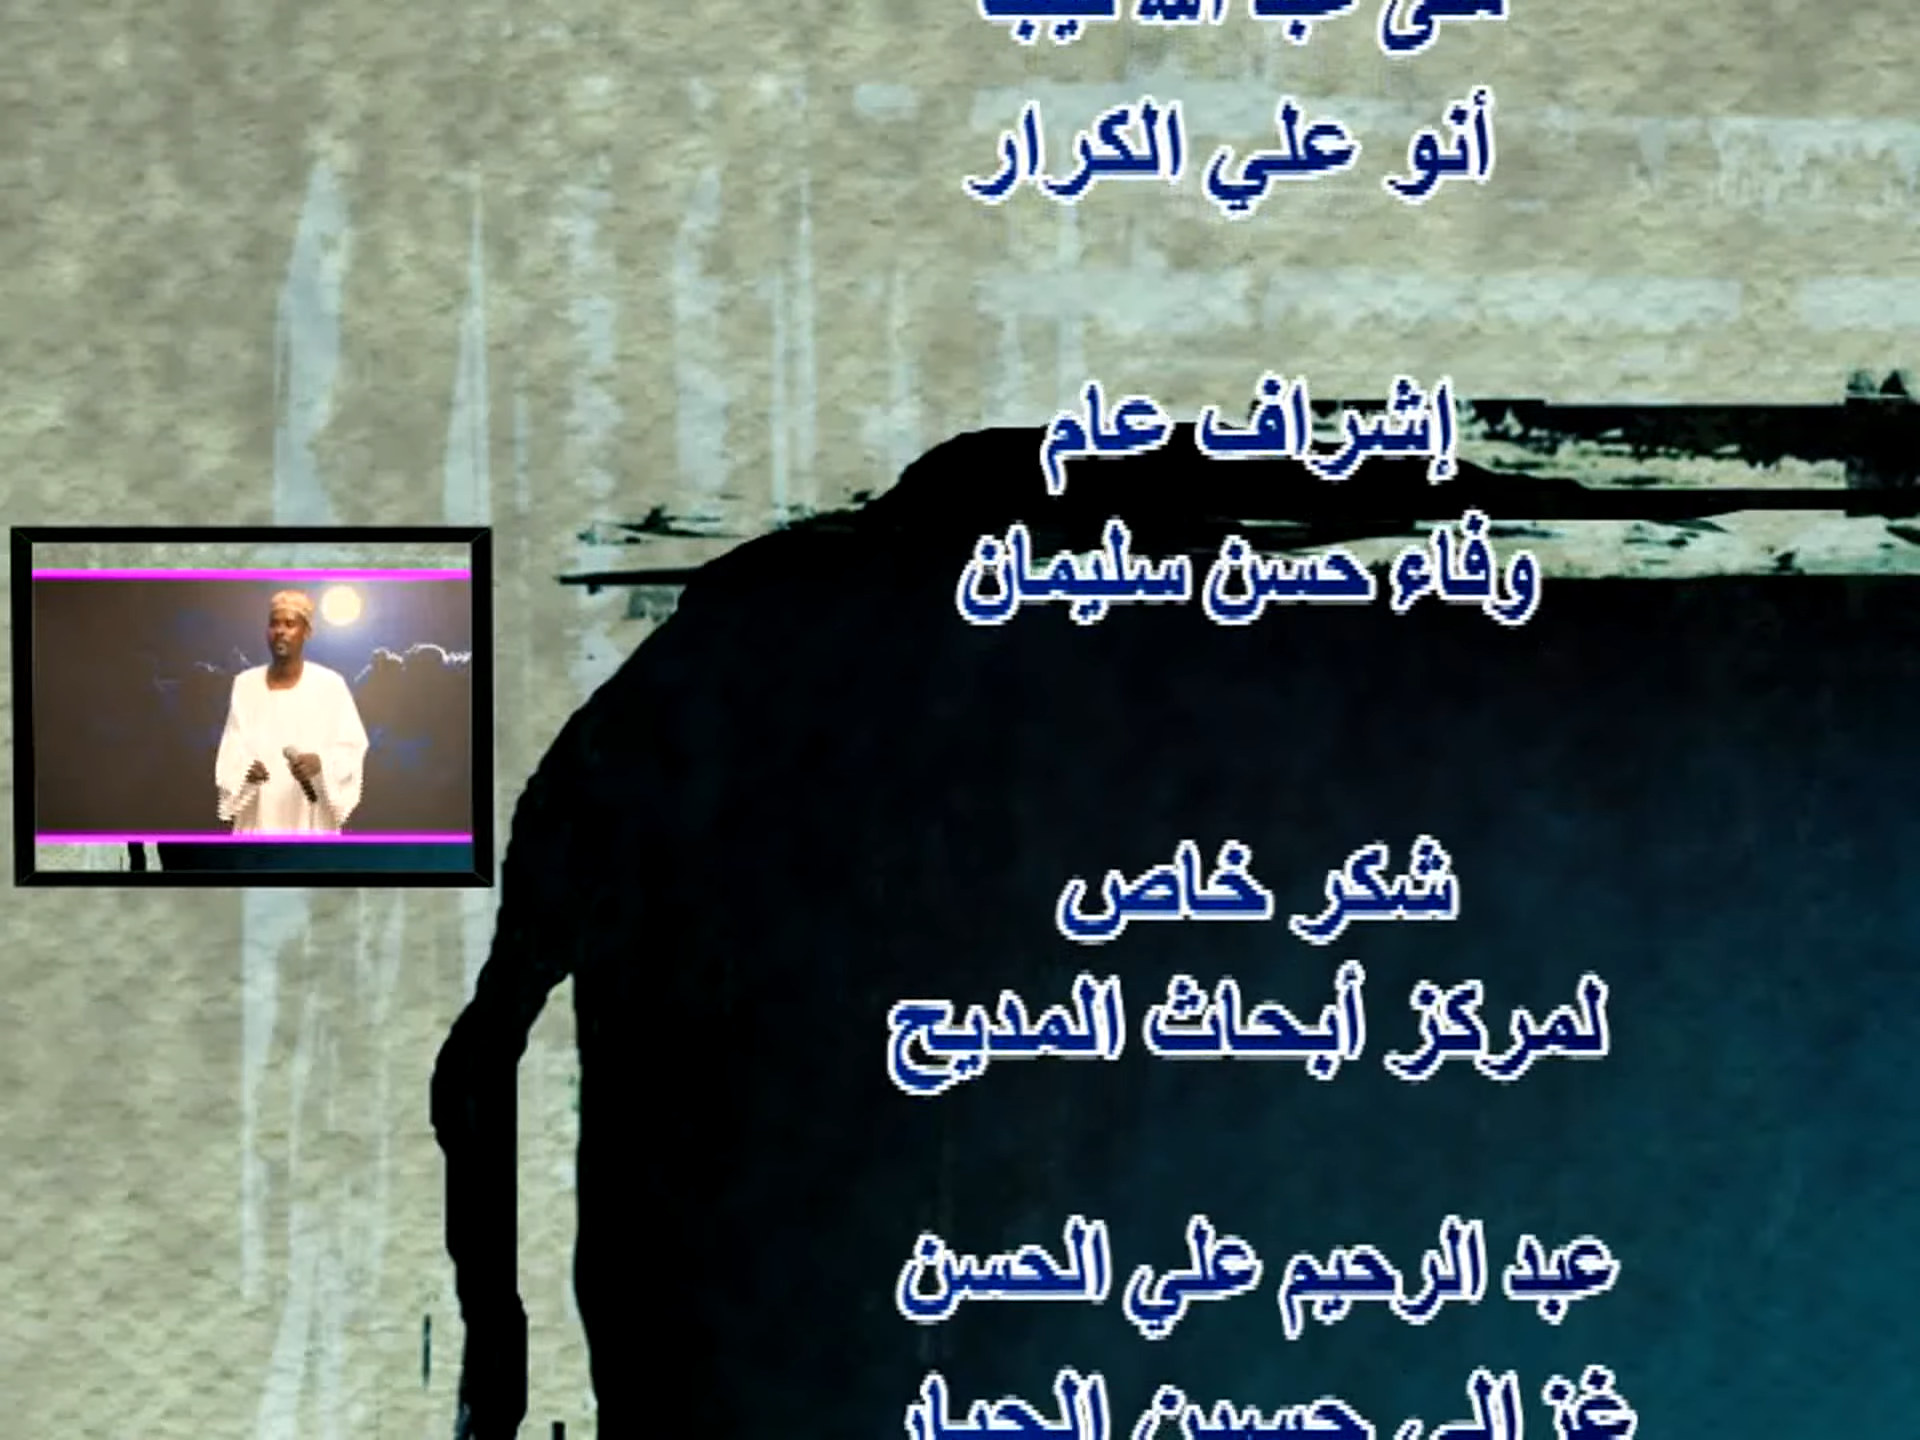 أنو علي الكرار
إشراف عام
وفاء حسن سليمان
شكر خاص
لمركز أبحاث المديح
عبد الرحيم علي الحسن